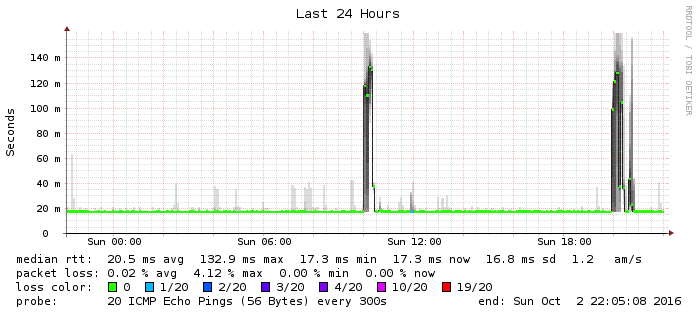 Last 24 Hours
RRDTOOL / TOBI OETIKER
Seconds
140 m
120 m
100 m
80 m
60 m
40 m
20 m
0
Sun 00:00 Sun 06:00 Sun 12:00 Sun 18:00
median rtt: 20.5 ms avg 132.9 ms max 17.3 ms min 17.3 ms now 16.8 ms sd 1.2 am/s
packet loss: 0.02 % avg 4.12 % max 0.00 % min 0.00 % now
loss color: 0 1/20 2/20 3/20 4/20 10/20 19/20
probe: 20 ICMP Echo Pings (56 Bytes) every 300s end: Sun Oct 2 22:05:08 2016